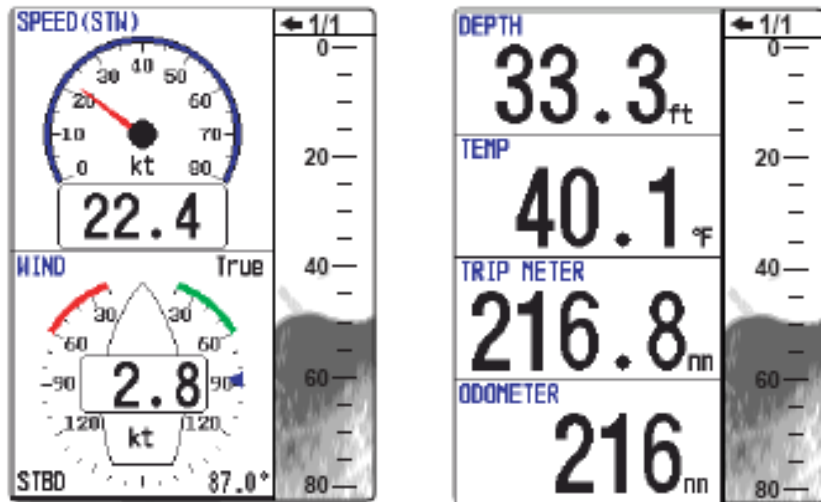 SPEED(STW)
40
30 50
20 60
10 70
0 kt 80
22.4
WIND True
30 30
60 60
90 2.8 90
120 kt 120
STBD 87.0°
1/1
0
20
40
60
80
DEPTH
33.3ft
TEMP
40.1°F
TRIP METER
216.8nm
ODOMETER
216nm
1/1
0
20
40
60
80